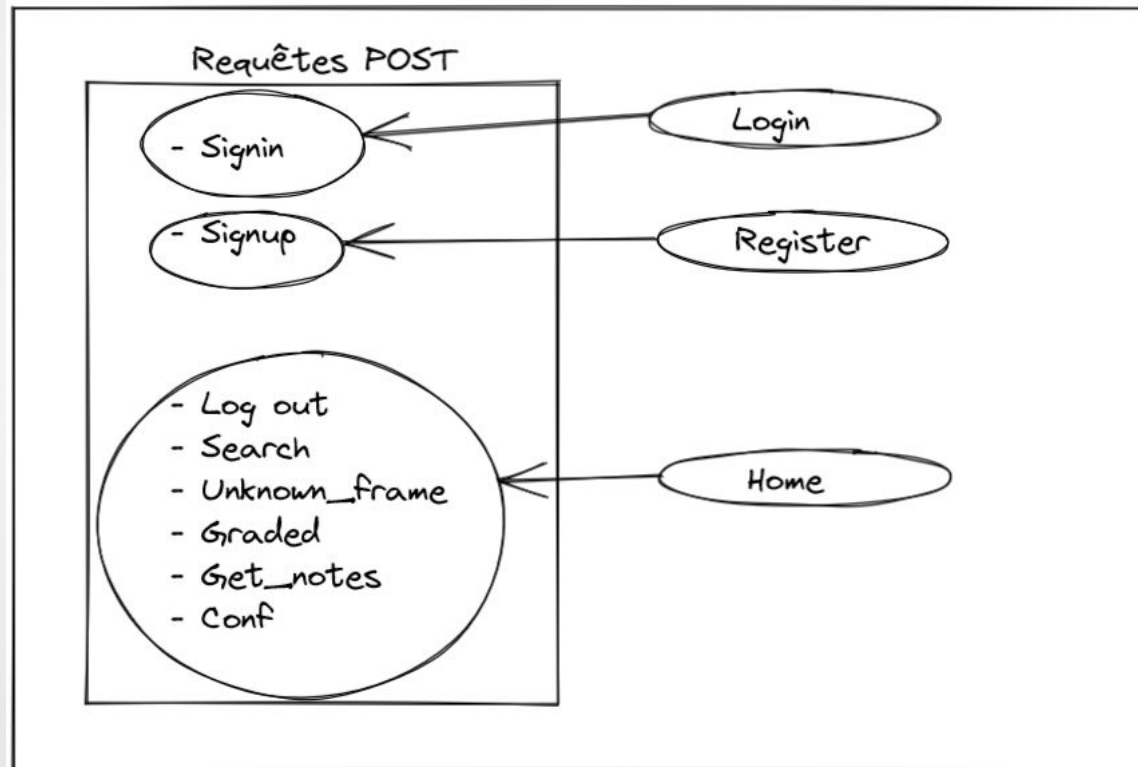 Requêtes POST
- Signin
Login
- Signup
Register
- Log out
- Search
- Unknown_frame
- Graded
- Get_notes
- Conf
Home